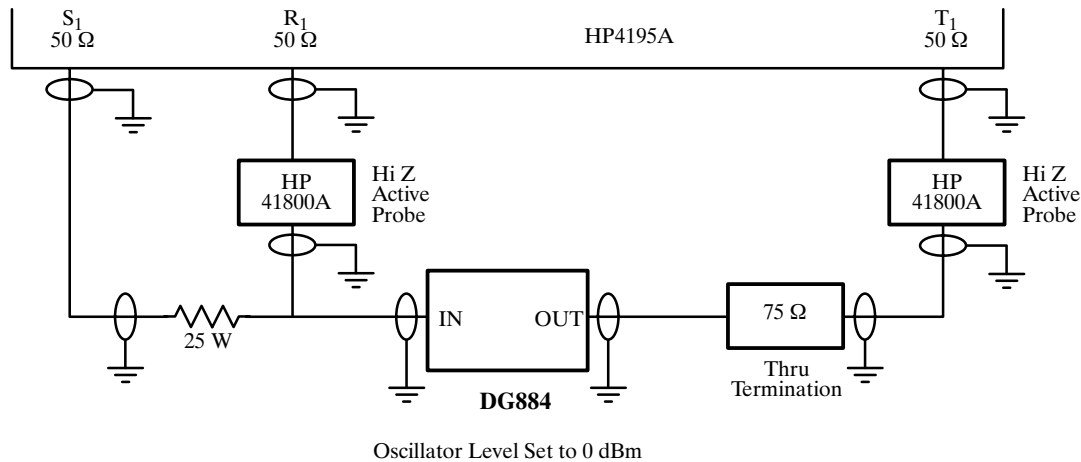 S1
50 Ω
R1
50 Ω
HP4195A
T1
50 Ω
HP
41800A
Hi Z
Active
Probe
HP
41800A
Hi Z
Active
Probe
25 W
IN
OUT
75 Ω
Thru
Termination
DG884
Oscillator Level Set to 0 dBm